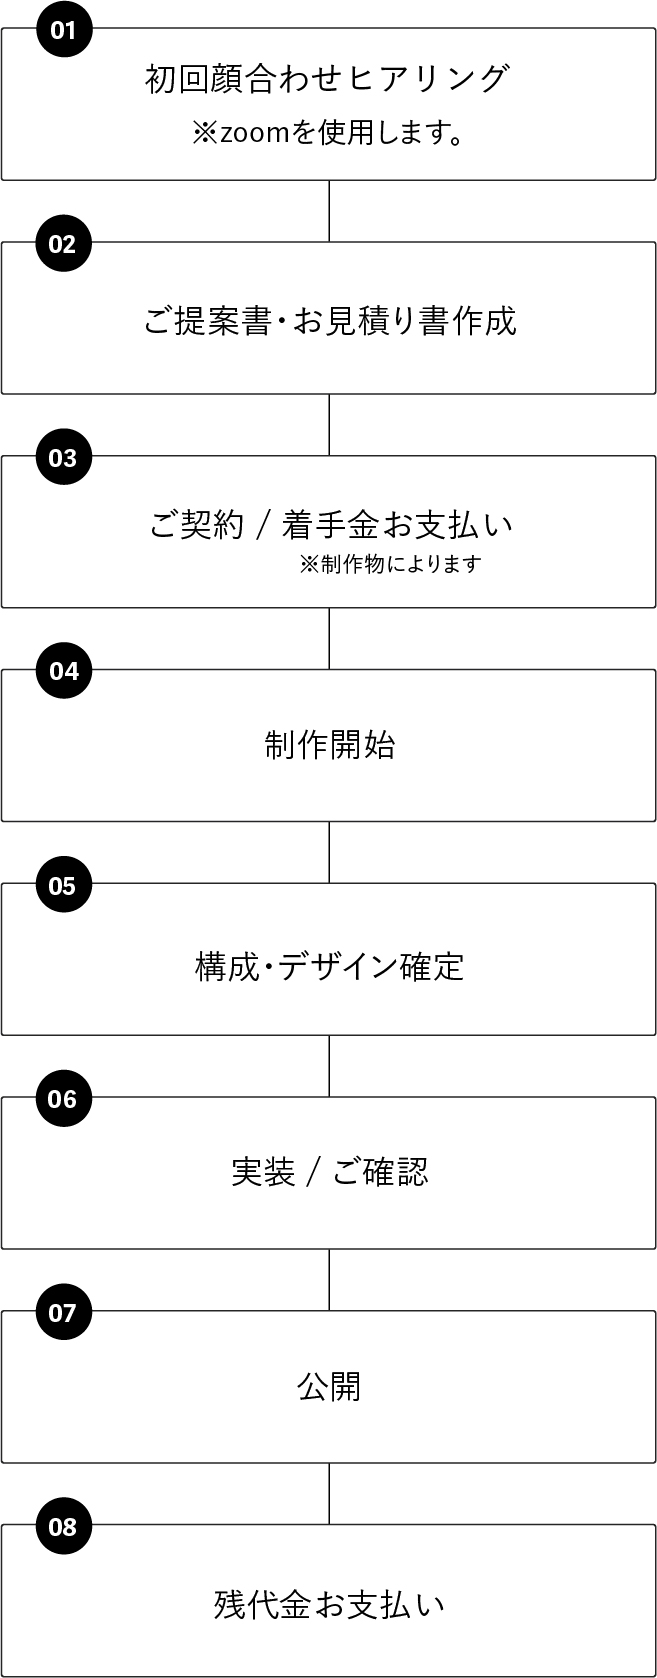 01
初回顔合わせヒアリング
※zoomを使用します。
02
ご提案書・お見積り書作成
03
ご契約 / 着手金お支払い
※制作物によります
04
制作開始
05
構成・デザイン確定
06
実装 / ご確認
07
公開
08
残代金お支払い